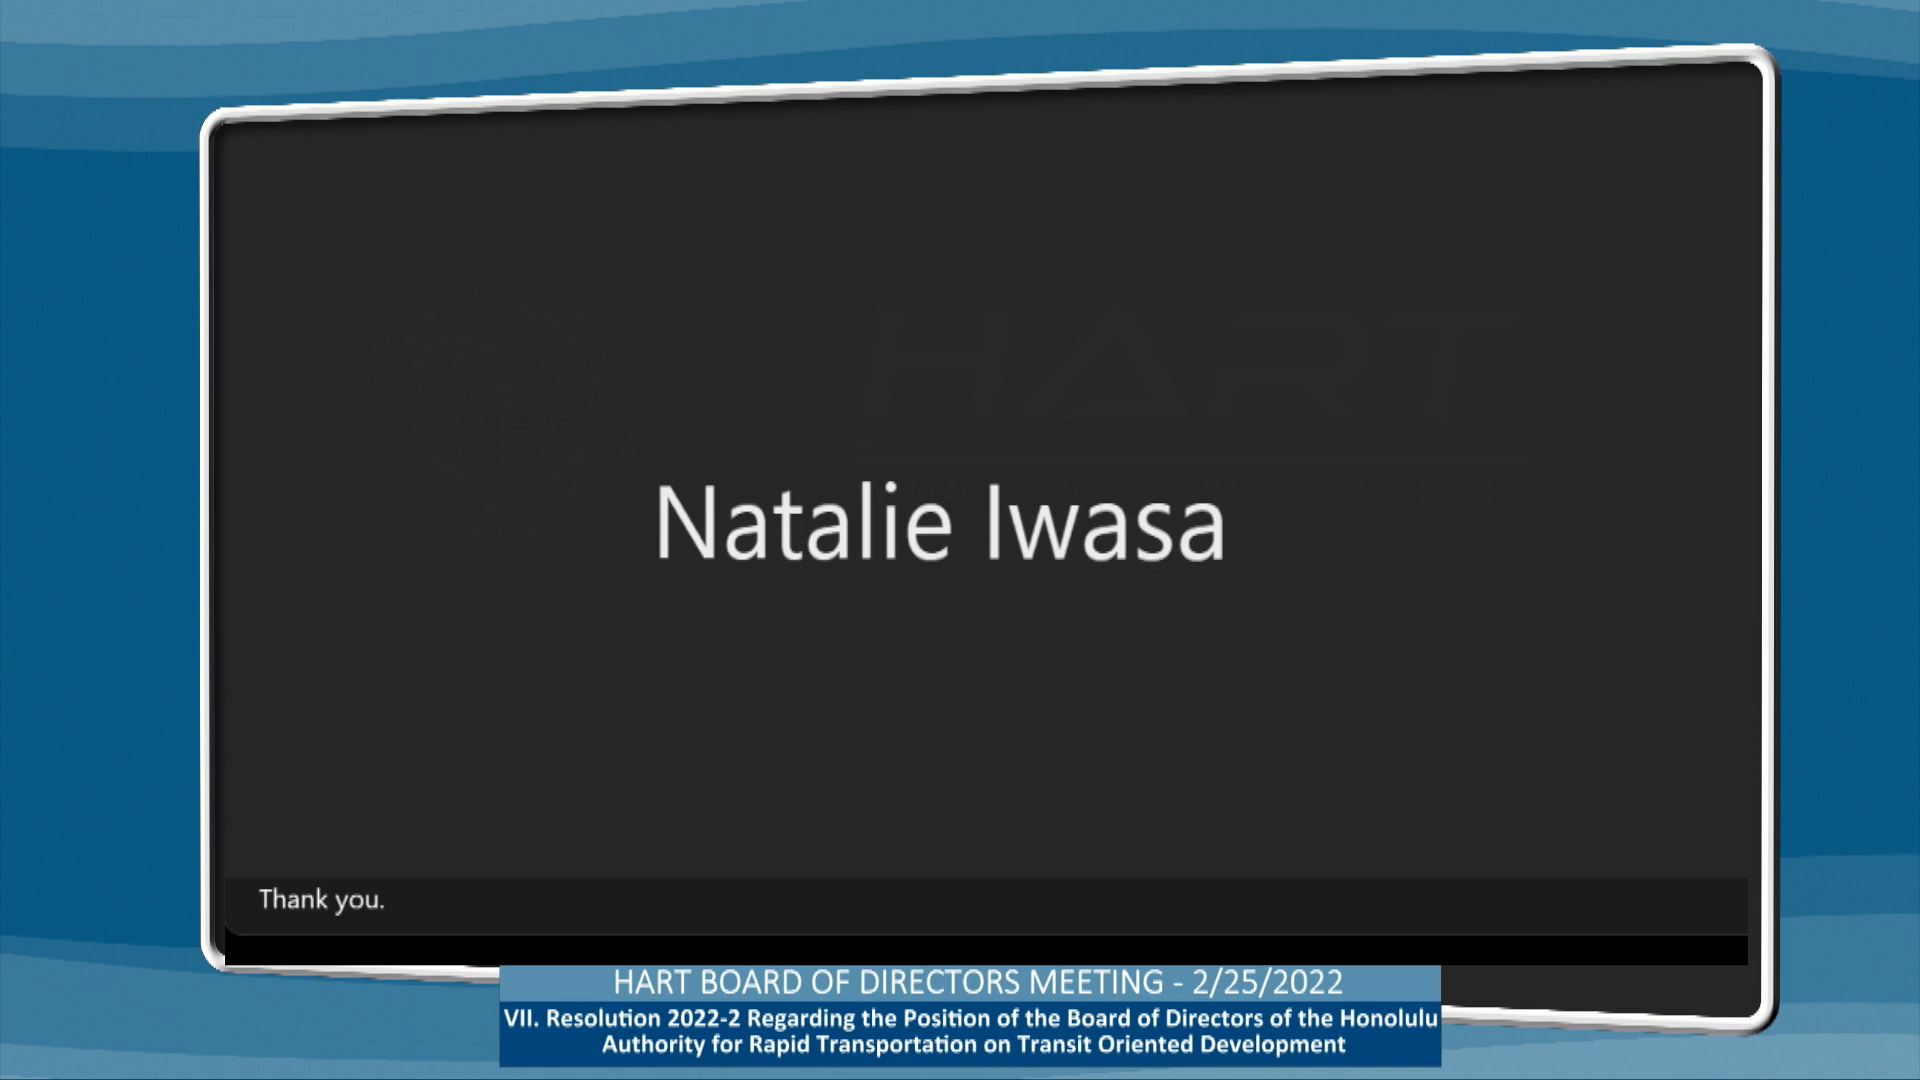 HART
Natalie Iwasa
Thank you.
HART BOARD OF DIRECTORS MEETING - 2/25/2022
VII. Resolution 2022-2 Regarding the Position of the Board of Directors of the Honolulu
Authority for Rapid Transportation on Transit Oriented Development